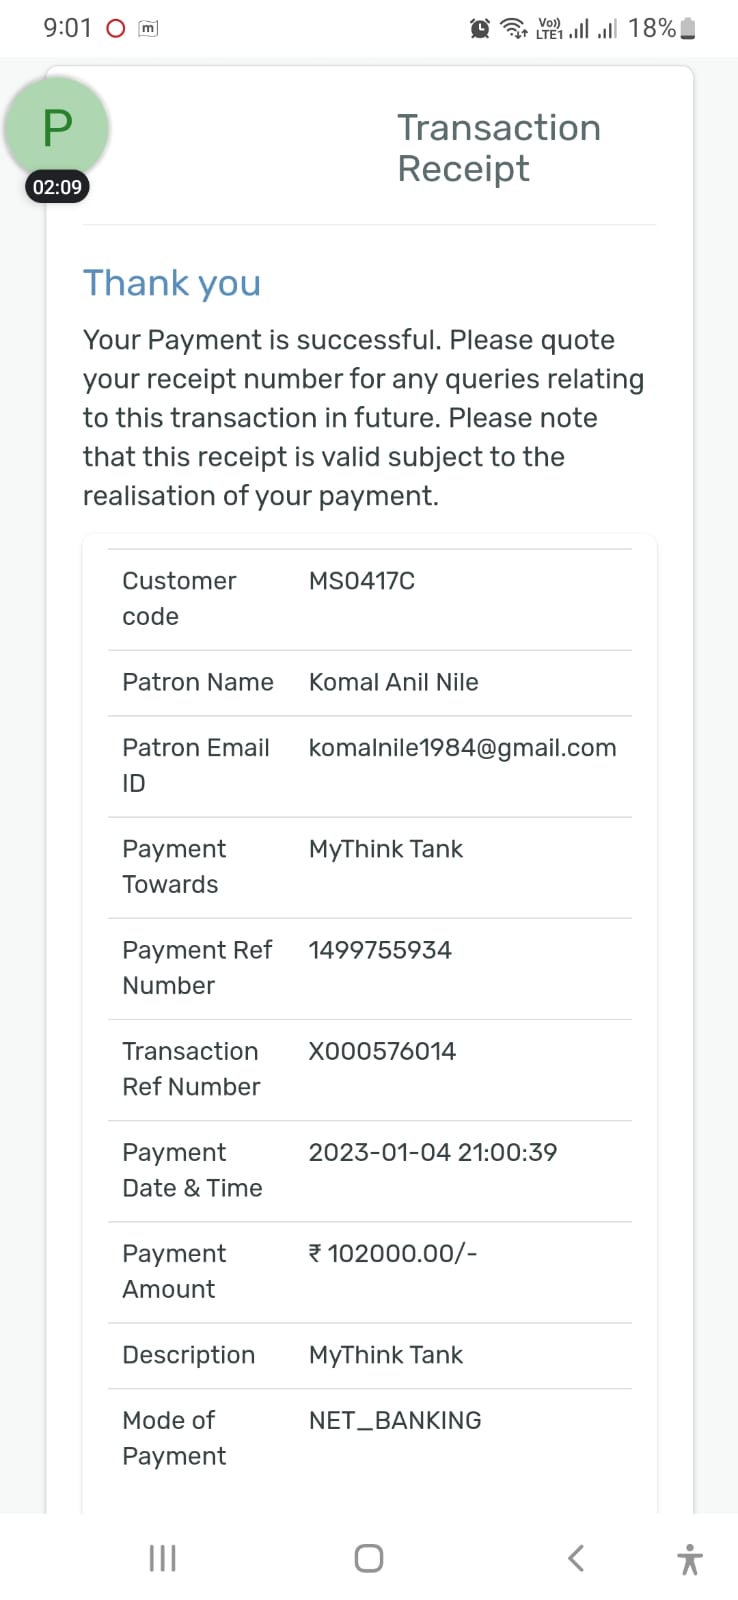 9:01 m Vo)) LTE1 18%
P
02:09
Transaction
Receipt
Thank you
Your Payment is successful. Please quote
your receipt number for any queries relating
to this transaction in future. Please note
that this receipt is valid subject to the
realisation of your payment.
Customer MS0417C
code
Patron Name Komal Anil Nile
Patron Email komalnile1984@gmail.com
ID
Payment MyThink Tank
Towards
Payment Ref 1499755934
Number
Transaction X000576014
Ref Number
Payment 2023-01-04 21:00:39
Date & Time
Payment ₹ 102000.00/-
Amount
Description MyThink Tank
Mode of NET_BANKING
Payment